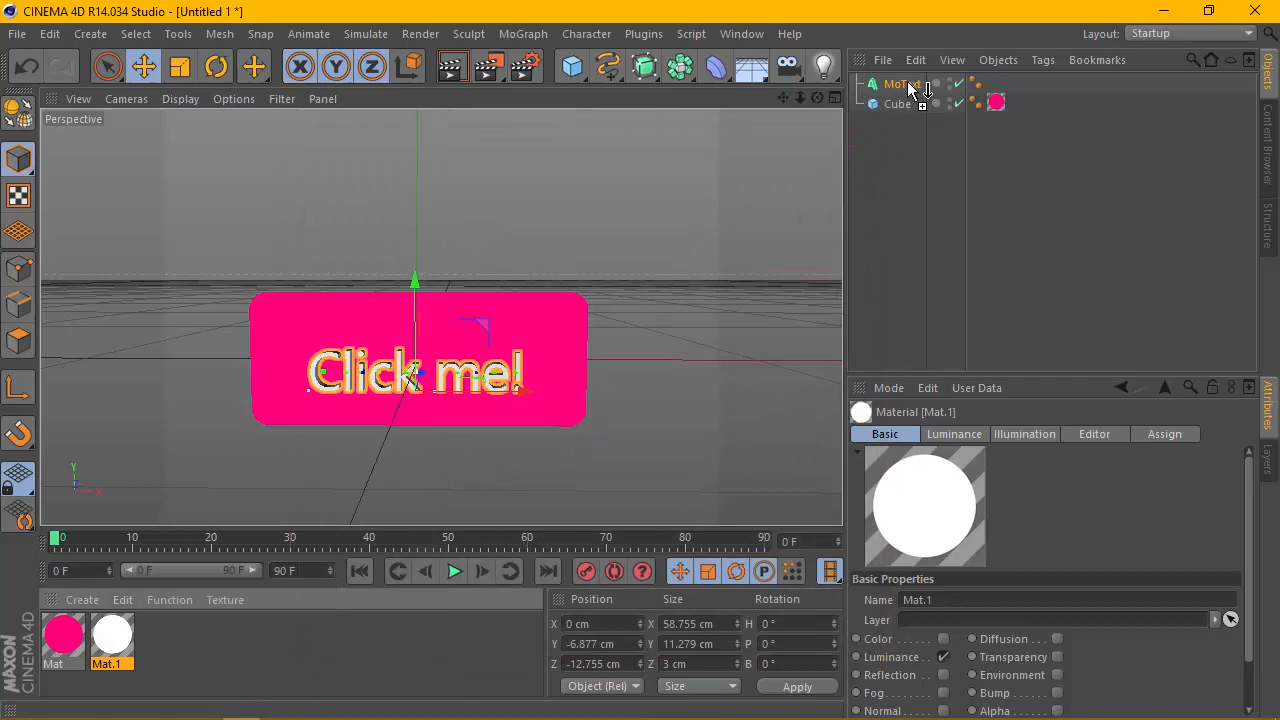 CINEMA 4D R14.034 Studio - [Untitled 1 *]
File Edit Create Select Tools Mesh Snap Animate Simulate Render Sculpt MoGraph Character Plugins Script Window Help Layout: Startup
X Y Z
File Edit View Objects Tags Bookmarks
View Cameras Display Options Filter Panel
Perspective
MoText
Cube
Objects
Content Browser
Structure
Click me!
Y
X
Mode Edit User Data
Material [Mat.1]
Basic Luminance Illumination Editor Assign
Attributes
Layers
0 10 20 30 40 50 60 70 80 90 0 F
0 F 0 F 90 F 90 F
P
Basic Properties
Create Edit Function Texture
Position Size Rotation
Name Mat.1
Layer
X 0 cm X 58.755 cm H 0 °
Y -6.877 cm Y 11.279 cm P 0 °
Z -12.755 cm Z 3 cm B 0 °
Object (Rel) Size Apply
Mat Mat.1
Color Diffusion
Luminance Transparency
Reflection Environment
Fog Bump
Normal Alpha
MAXON
CINEMA 4D